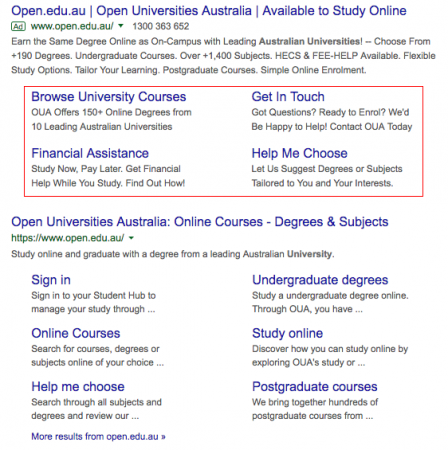 Open.edu.au | Open Universities Australia | Available to Study Online
Ad www.open.edu.au/ 1300 363 652
Earn the Same Degree Online as On-Campus with Leading Australian Universities! -- Choose From
+190 Degrees. Undergraduate Courses. Over +1,400 Subjects. HECS & FEE-HELP Available. Flexible
Study Options. Tailor Your Learning. Postgraduate Courses. Simple Online Enrolment.
Browse University Courses
OUA Offers 150+ Online Degrees from
10 Leading Australian Universities
Get In Touch
Got Questions? Ready to Enrol? We'd
Be Happy to Help! Contact OUA Today
Financial Assistance
Study Now, Pay Later. Get Financial
Help While You Study. Find Out How!
Help Me Choose
Let Us Suggest Degrees or Subjects
Tailored to You and Your Interests.
Open Universities Australia: Online Courses - Degrees & Subjects
https://www.open.edu.au/
Study online and graduate with a degree from a leading Australian University.
Sign in
Sign in to your Student Hub to
manage your study through ...
Undergraduate degrees
Study a undergraduate degree online.
Through OUA, you have ...
Online Courses
Search for courses, degrees or
subjects online of your choice ...
Study online
Discover how you can study online by
exploring OUA's study or ...
Help me choose
Search through all subjects and
degrees and review our ...
Postgraduate courses
We bring together hundreds of
postgraduate courses from ...
More results from open.edu.au »